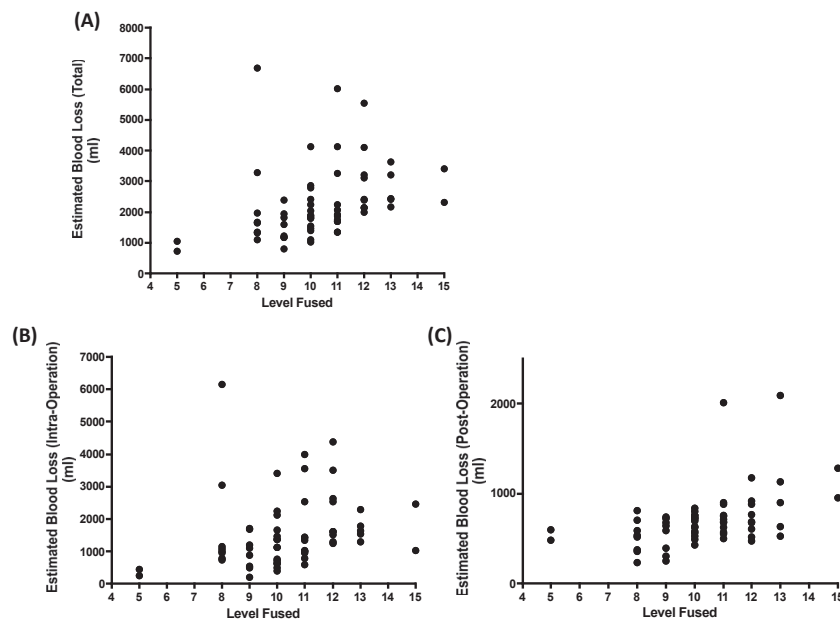 (A)
Estimated Blood Loss (Total)
(ml)
8000
7000
6000
5000
4000
3000
2000
1000
0
4 5 6 7 8 9 10 11 12 13 14 15
Level Fused
(B)
Estimated Blood Loss (Intra-Operation)
(ml)
7000
6000
5000
4000
3000
2000
1000
0
4 5 6 7 8 9 10 11 12 13 14 15
Level Fused
(C)
Estimated Blood Loss (Post-Operation)
(ml)
2000
1000
0
4 5 6 7 8 9 10 11 12 13 14 15
Level Fused